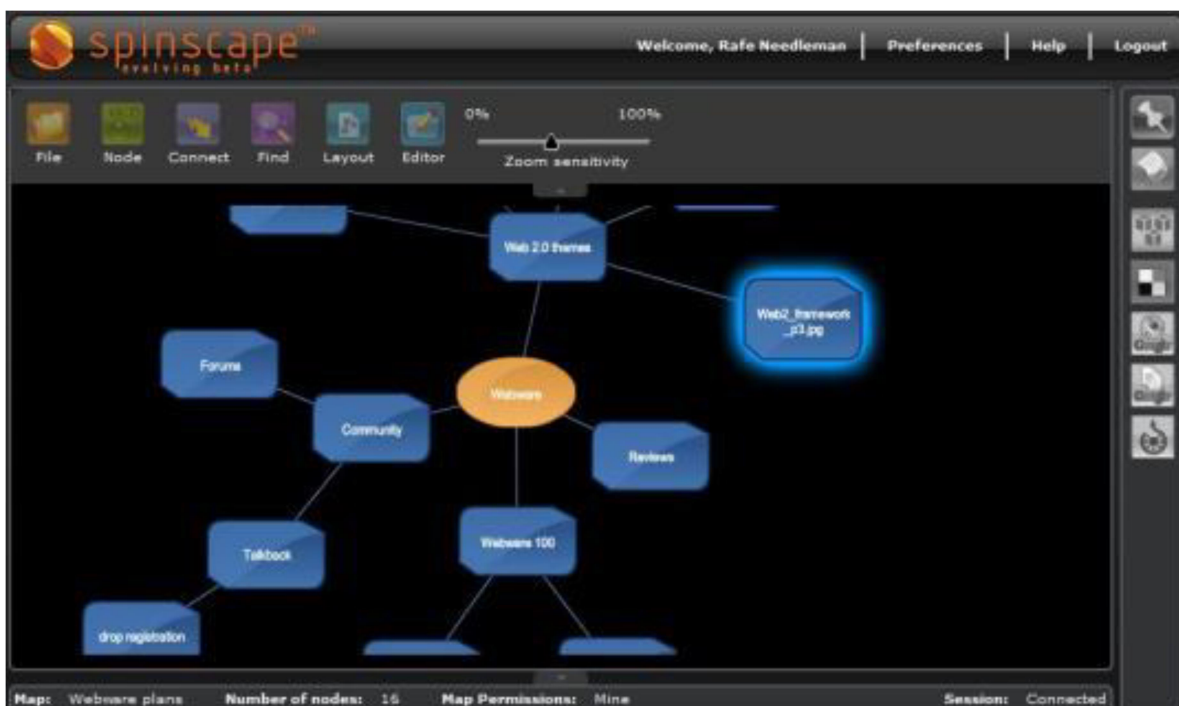 spinscape™
evolving beta
Welcome, Rafe Needleman
Preferences
Help
Logout
File
Node
Connect
Find
Layout
Editor
0%
100%
Zoom sensitivity
Web 2.0 themes
Web2_framework
_p3.jpg
Forums
Webware
Community
Reviews
Webware 100
Talkback
drop registration
Map: Webware plans
Number of nodes: 16
Map Permissions: Mine
Session: Connected